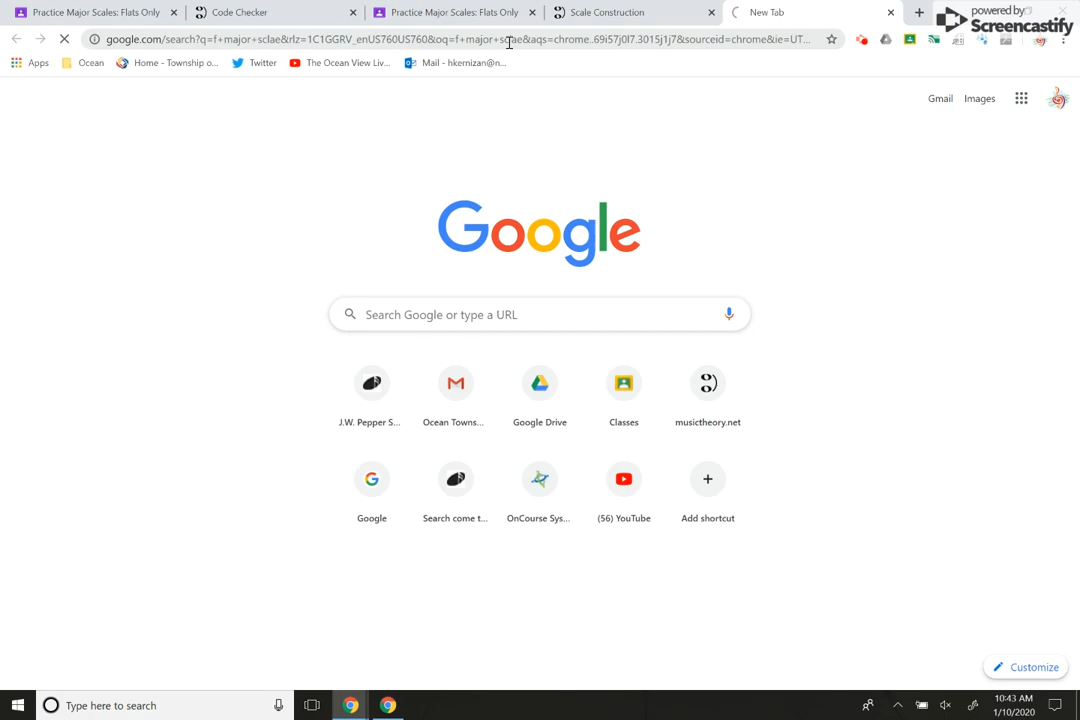 Practice Major Scales: Flats Only
Code Checker
Practice Major Scales: Flats Only
Scale Construction
New Tab
powered by
Screencastify
google.com/search?q=f+major+sclae&rlz=1C1GGRV_enUS760US760&oq=f+major+sclae&aqs=chrome..69i57j0l7.3015j1j7&sourceid=chrome&ie=UT...
Apps
Ocean
Home - Township o...
Twitter
The Ocean View Liv...
Mail - hkernizan@n...
Gmail
Images
Google
Search Google or type a URL
J.W. Pepper S...
Ocean Towns...
Google Drive
Classes
musictheory.net
Google
Search come t...
OnCourse Sys...
(56) YouTube
Add shortcut
Customize
Type here to search
10:43 AM
1/10/2020